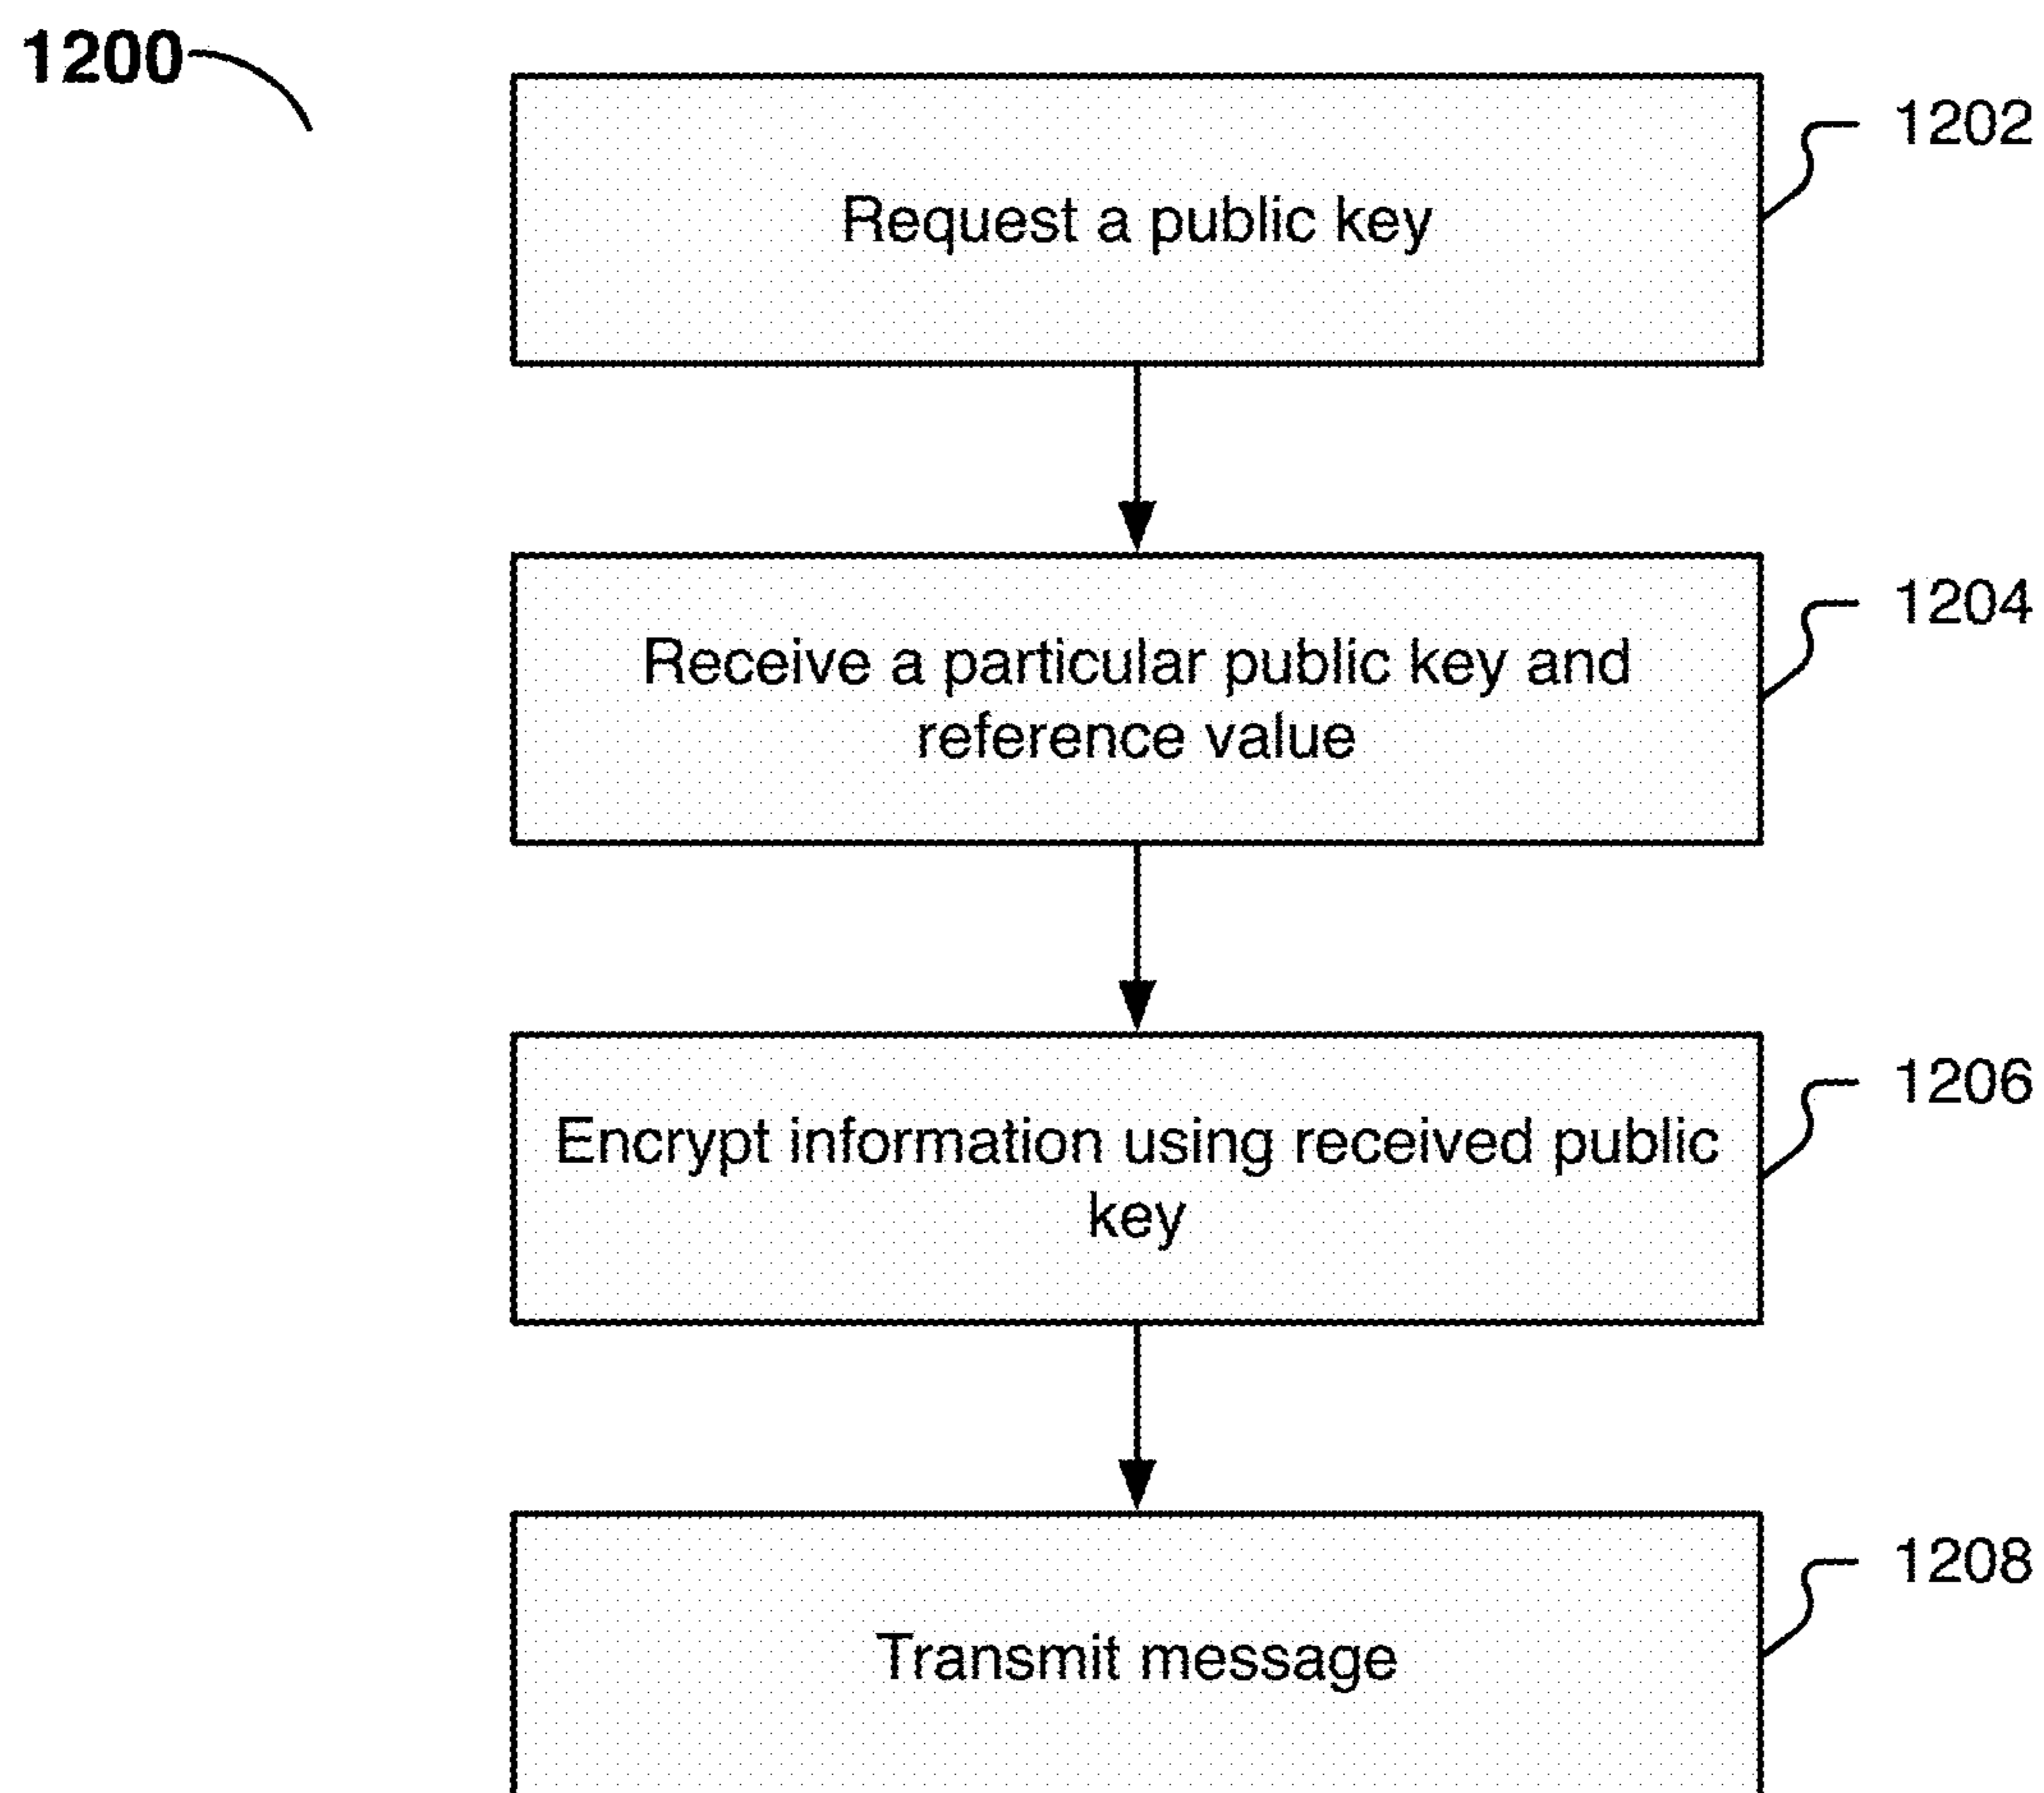 1200
1202
Request a public key
1204
Receive a particular public key and
reference value
1206
Encrypt information using received public
key
1208
Transmit message